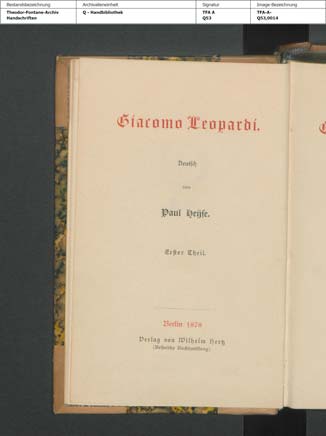 Bestandsbezeichnung Archivalieneinheit Signatur Image-Bezeichnung
Theodor-Fontane-Archiv Q - Handbibliothek TFA A TFA-A-
Handschriften Q53 Q53,0014
Giacomo Leopardi.
Deutsch
von
Paul Heyse.
Erster Theil.
Berlin 1878
Verlag von Wilhelm Hertz
(Bessersche Buchhandlung)